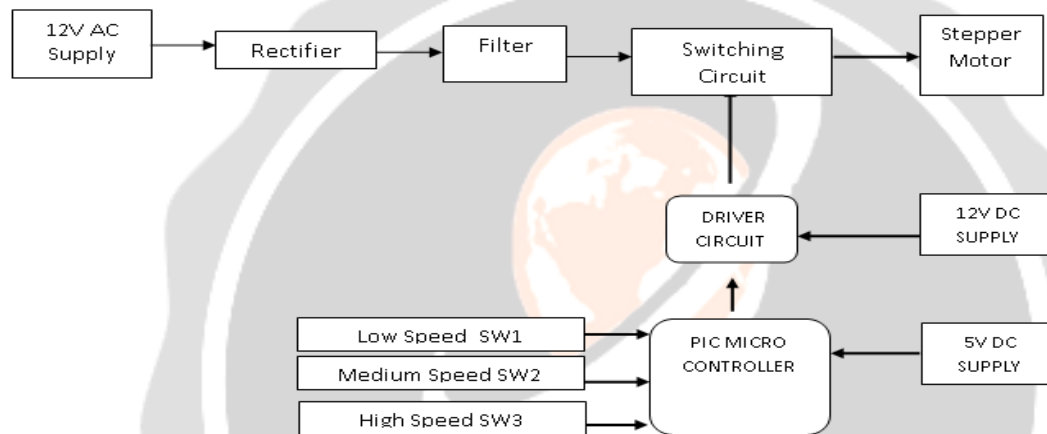 12V AC
Supply
Rectifier
Filter
Switching
Circuit
Stepper
Motor
DRIVER
CIRCUIT
12V DC
SUPPLY
Low Speed SW1
Medium Speed SW2
High Speed SW3
PIC MICRO
CONTROLLER
5V DC
SUPPLY